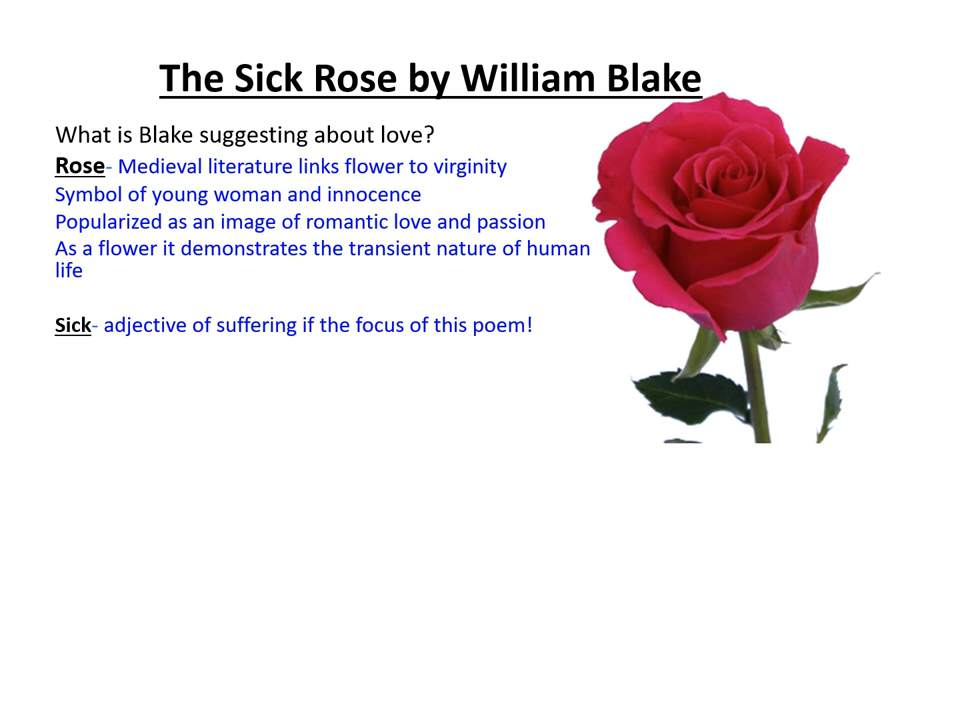 The Sick Rose by William Blake
What is Blake suggesting about love?
Rose- Medieval literature links flower to virginity
Symbol of young woman and innocence
Popularized as an image of romantic love and passion
As a flower it demonstrates the transient nature of human
life
Sick- adjective of suffering if the focus of this poem!